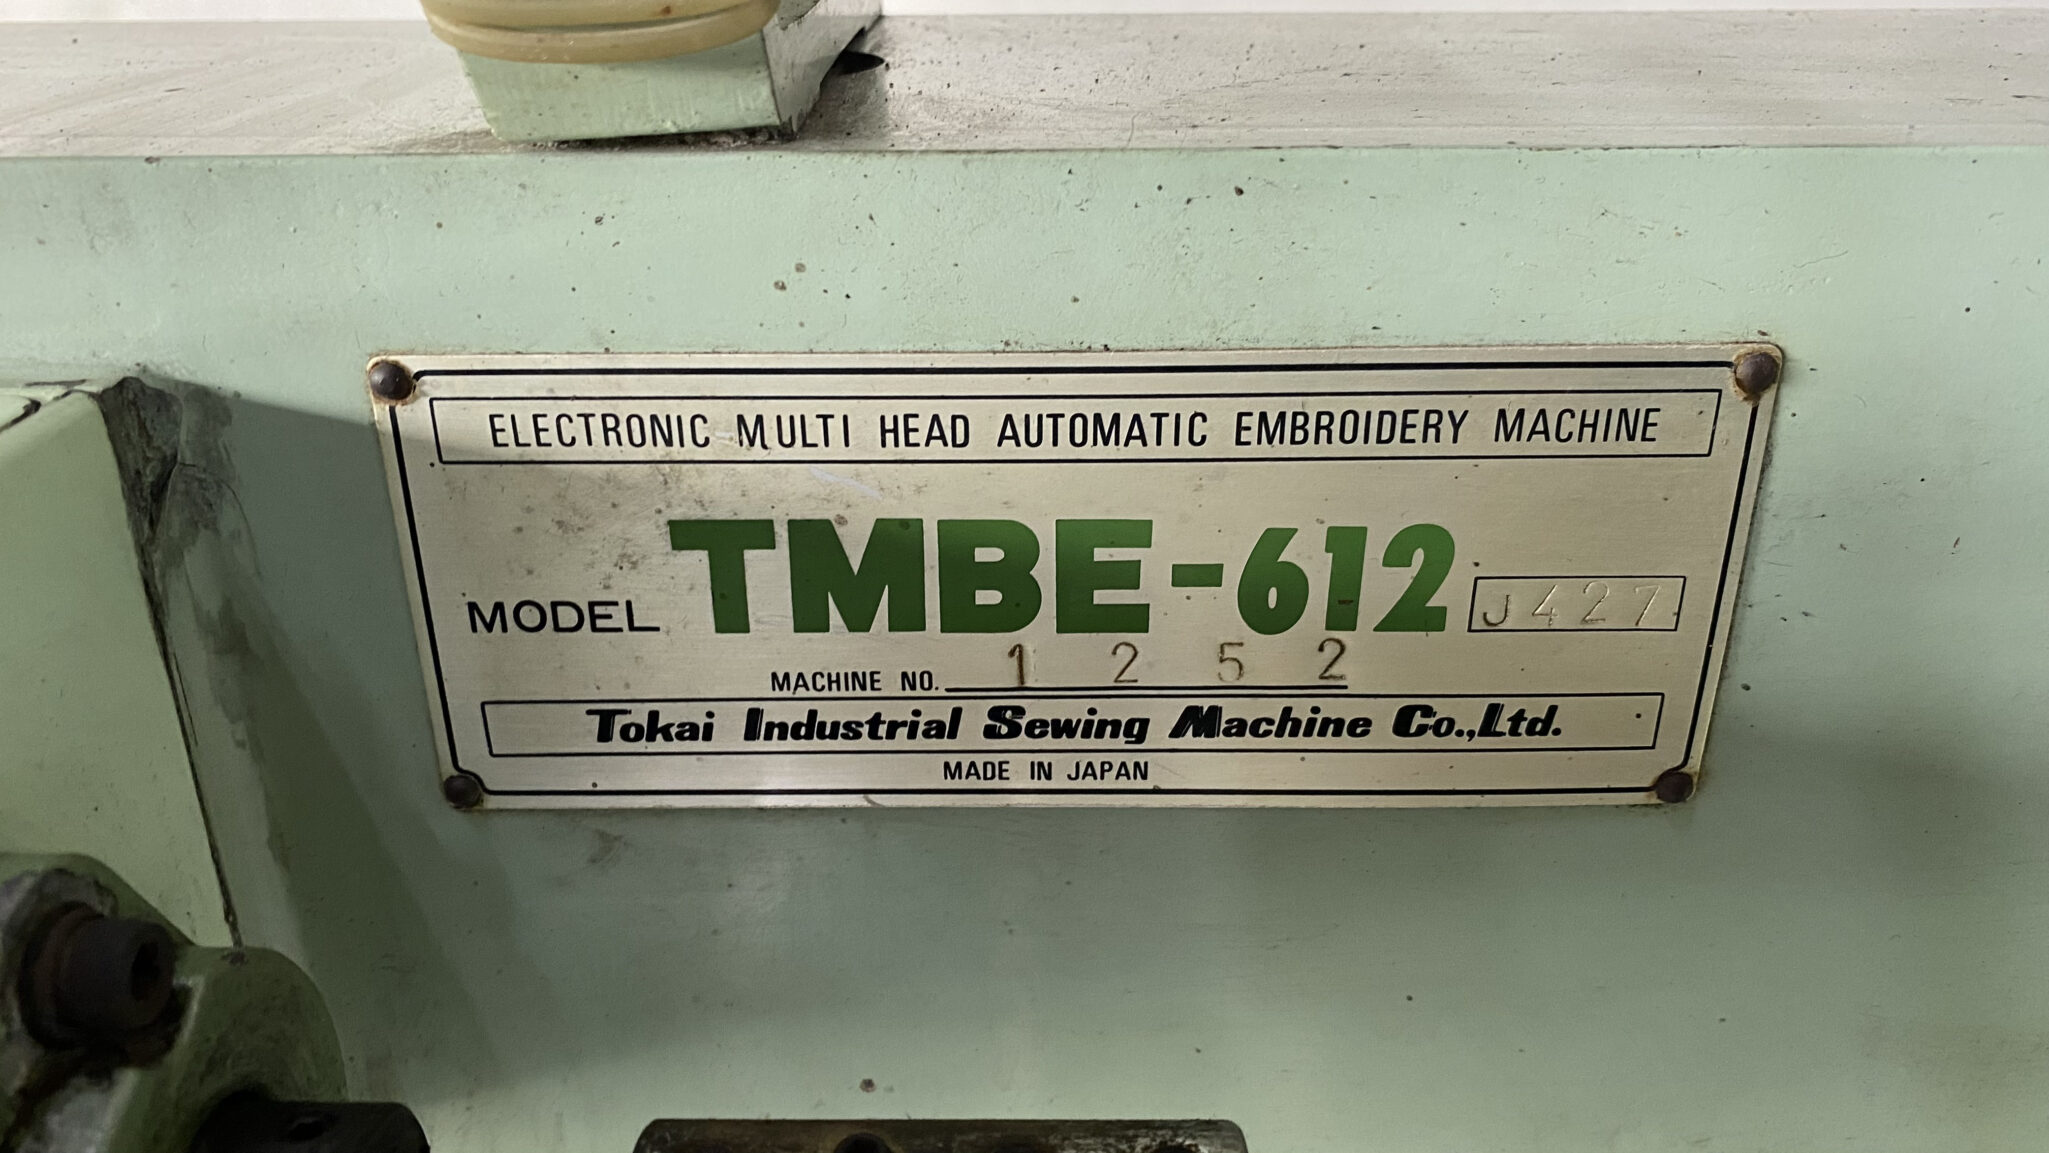 ELECTRONIC MULTI HEAD AUTOMATIC EMBROIDERY MACHINE
MODEL TMBE-612 J427
MACHINE NO. 1252
Tokai Industrial Sewing Machine Co.,Ltd.
MADE IN JAPAN